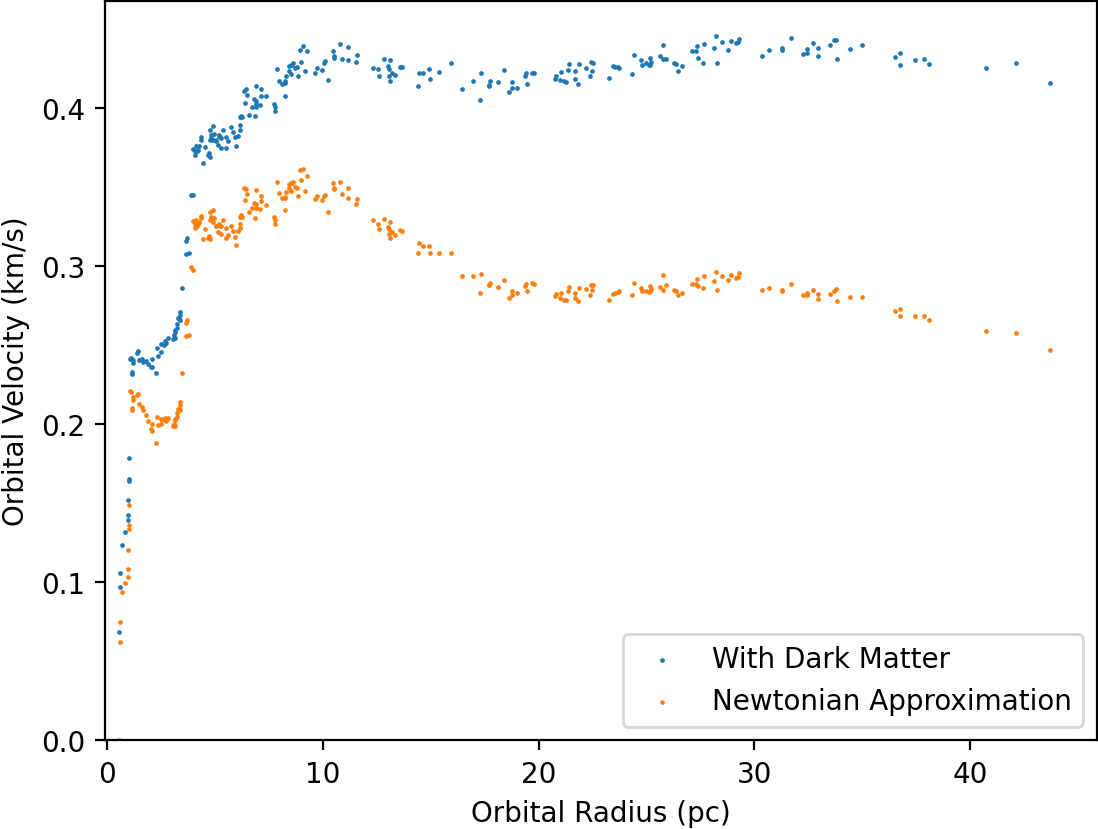 Orbital Velocity (km/s)
0.4
0.3
0.2
0.1
0.0
With Dark Matter
Newtonian Approximation
0 10 20 30 40
Orbital Radius (pc)